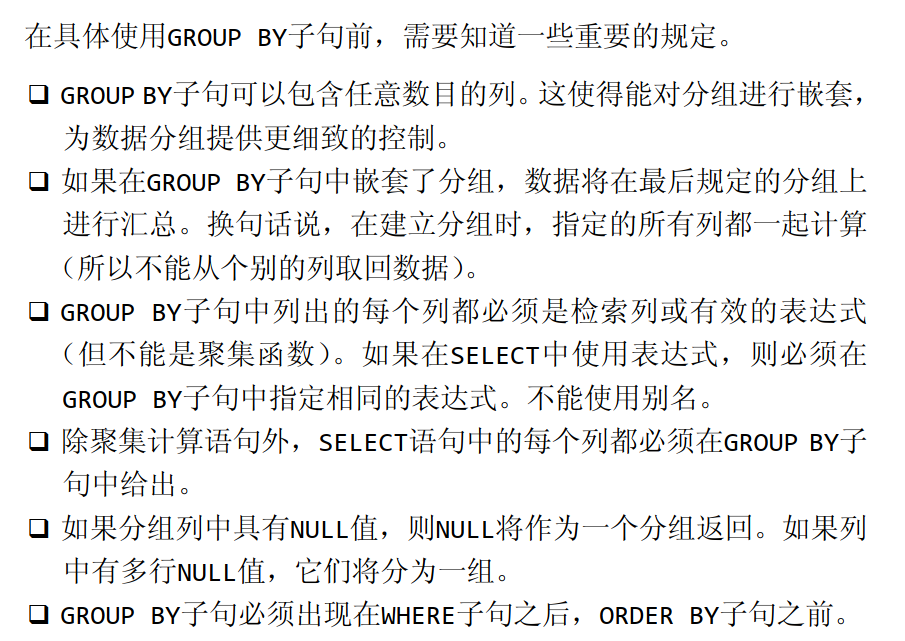 在具体使用GROUP BY子句前，需要知道一些重要的规定。
❑ GROUP BY子句可以包含任意数目的列。这使得能对分组进行嵌套，
为数据分组提供更细致的控制。
❑ 如果在GROUP BY子句中嵌套了分组，数据将在最后规定的分组上
进行汇总。换句话说，在建立分组时，指定的所有列都一起计算
（所以不能从个别的列取回数据）。
❑ GROUP BY子句中列出的每个列都必须是检索列或有效的表达式
（但不能是聚集函数）。如果在SELECT中使用表达式，则必须在
GROUP BY子句中指定相同的表达式。不能使用别名。
❑ 除聚集计算语句外，SELECT语句中的每个列都必须在GROUP BY子
句中给出。
❑ 如果分组列中具有NULL值，则NULL将作为一个分组返回。如果列
中有多行NULL值，它们将分为一组。
❑ GROUP BY子句必须出现在WHERE子句之后，ORDER BY子句之前。